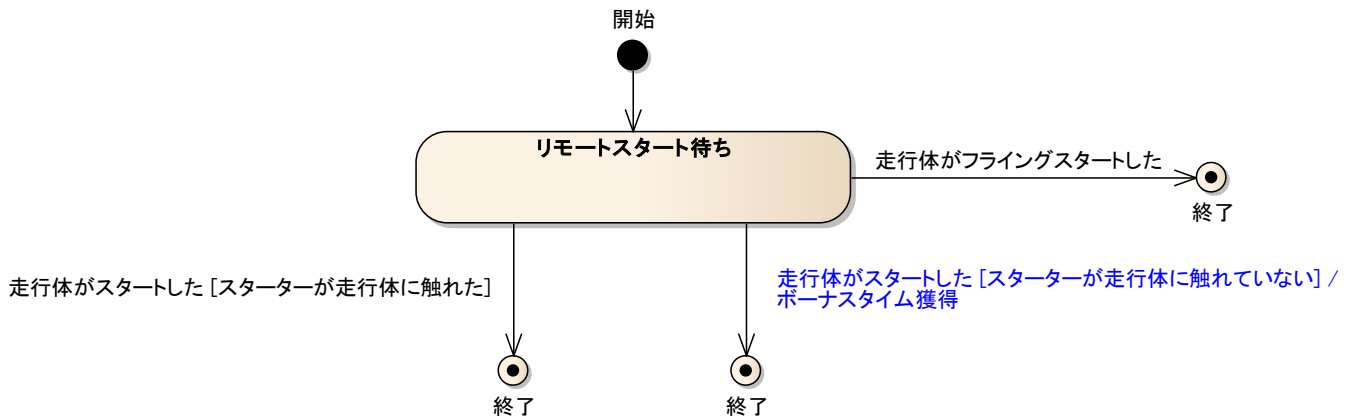 開始
リモートスタート待ち
走行体がフライングスタートした
終了
走行体がスタートした [スターターが走行体に触れた]
走行体がスタートした [スターターが走行体に触れていない] /
ボーナスタイム獲得
終了
終了